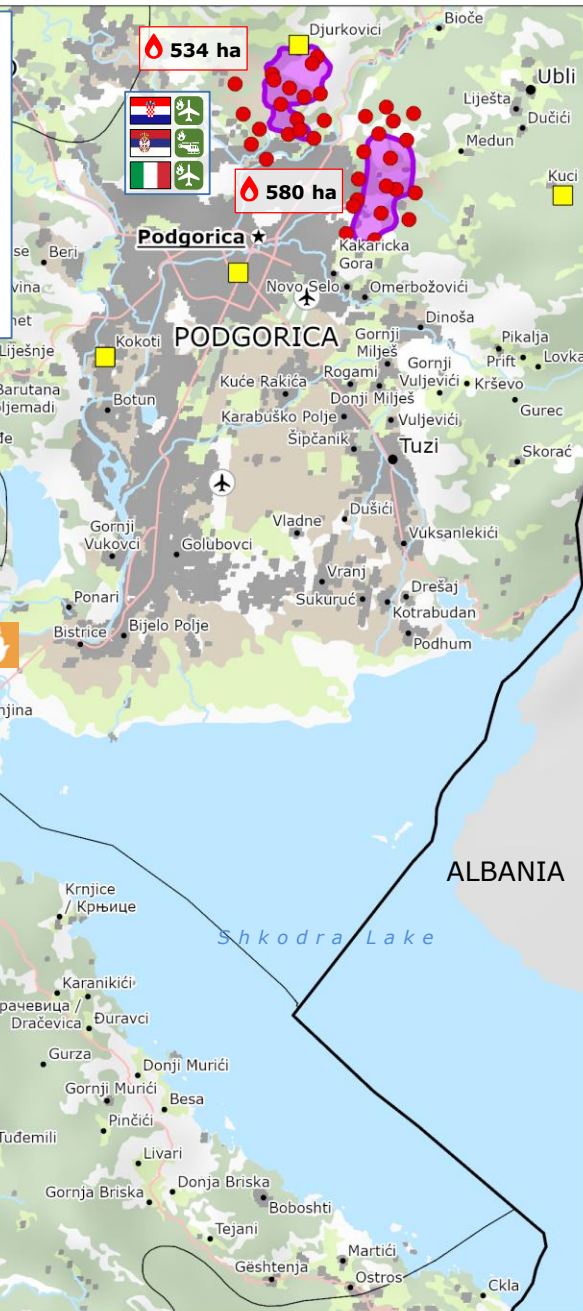 Djurkovici
Bioče
534 ha
Ubli
Liješta
Dučići
Medun
Kuci
580 ha
Podgorica
Kakaricka
Gora
Beri
Novo Selo
Omerbožovići
Dinoša
PODGORICA
Kokoti
Gornji
Milješ
Pikalja
Prift
Lovka
Liješnje
Rogami
Gornji
Vuljevići
Krševo
Kuće Rakića
Donji Milješ
Barutana
Botun
Gurec
Karabuško Polje
Vuljevići
Šipčanik
Tuzi
Skorać
Dušići
Vladne
Gornji
Vukovci
Golubovci
Vuksanlekići
Vranj
Ponari
Sukuruć
Drešaj
Kotrabudan
Bistrice
Bijelo Polje
Podhum
ALBANIA
Krnjice
/ Крњице
Shkodra Lake
Karanikići
рачевица /
Dračevica
Đuravci
Gurza
Donji Murići
Gornji Murići
Besa
Pinčići
Tuđemili
Livari
Donja Briska
Gornja Briska
Boboshti
Tejani
Martići
Gështenja
Ostros
Ckla